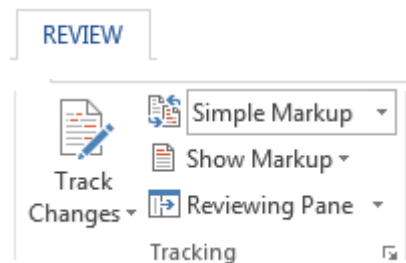 REVIEW
Simple Markup
Show Markup
Track
Changes
Reviewing Pane
Tracking